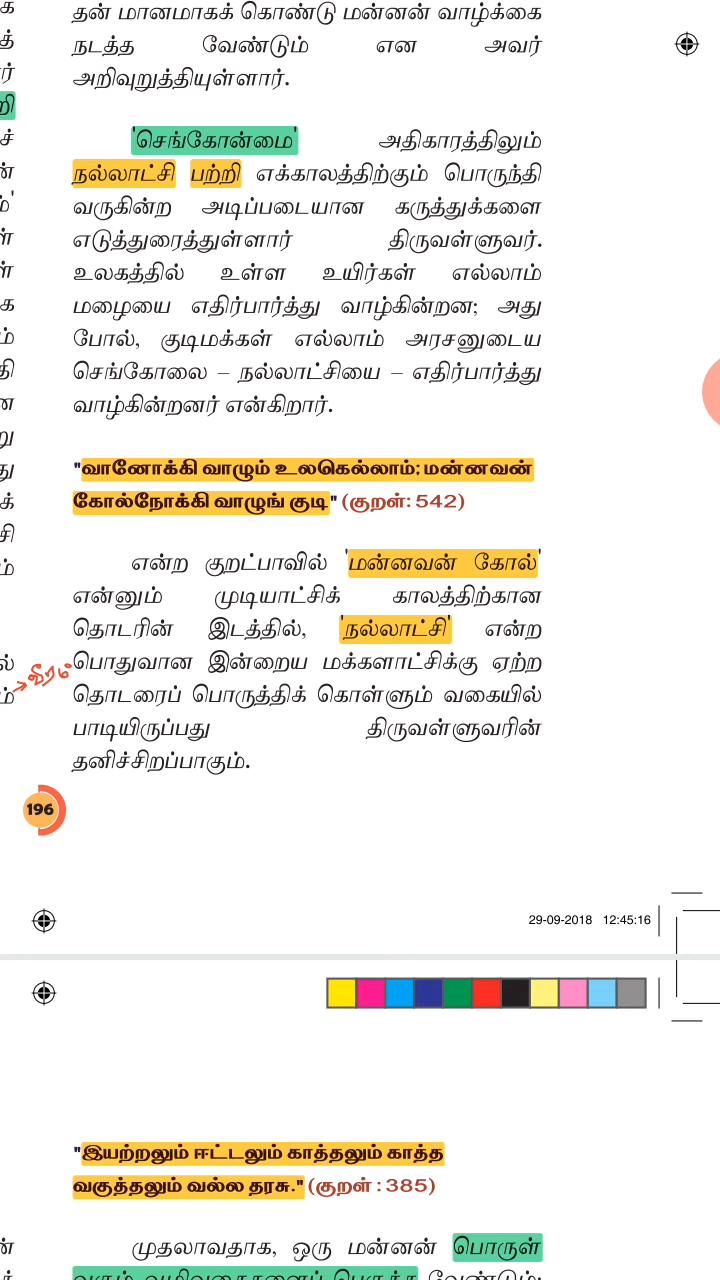 தன் மானமாகக் கொண்டு மன்னன் வாழ்க்கை
நடத்த வேண்டும் என அவர்
அறிவுறுத்தியுள்ளார்.
'செங்கோன்மை' அதிகாரத்திலும்
நல்லாட்சி பற்றி எக்காலத்திற்கும் பொருந்தி
வருகின்ற அடிப்படையான கருத்துக்களை
எடுத்துரைத்துள்ளார் திருவள்ளுவர்.
உலகத்தில் உள்ள உயிர்கள் எல்லாம்
மழையை எதிர்பார்த்து வாழ்கின்றன; அது
போல், குடிமக்கள் எல்லாம் அரசனுடைய
செங்கோலை – நல்லாட்சியை – எதிர்பார்த்து
வாழ்கின்றனர் என்கிறார்.
"வானோக்கி வாழும் உலகெல்லாம்: மன்னவன்
கோல்நோக்கி வாழுங் குடி" (குறள்: 542)
என்ற குறட்பாவில் 'மன்னவன் கோல்'
என்னும் முடியாட்சிக் காலத்திற்கான
தொடரின் இடத்தில், 'நல்லாட்சி' என்ற
வீரம் பொதுவான இன்றைய மக்களாட்சிக்கு ஏற்ற
தொடரைப் பொருத்திக் கொள்ளும் வகையில்
பாடியிருப்பது திருவள்ளுவரின்
தனிச்சிறப்பாகும்.
196
29-09-2018 12:45:16
"இயற்றலும் ஈட்டலும் காத்தலும் காத்த
வகுத்தலும் வல்ல தரசு." (குறள் : 385)
முதலாவதாக, ஒரு மன்னன் பொருள்